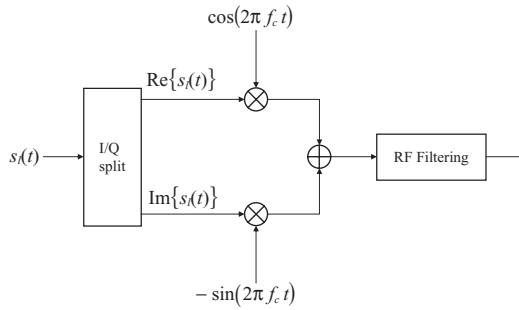 cos(2π f_c t)
Re{s_l(t)}
I/Q
split
s_l(t)
RF Filtering
Im{s_l(t)}
− sin(2π f_c t)